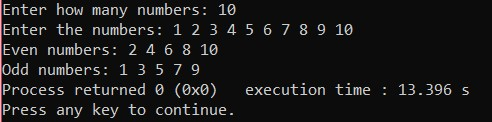 Enter how many numbers: 10
Enter the numbers: 1 2 3 4 5 6 7 8 9 10
Even numbers: 2 4 6 8 10
Odd numbers: 1 3 5 7 9
Process returned 0 (0x0)   execution time : 13.396 s
Press any key to continue.